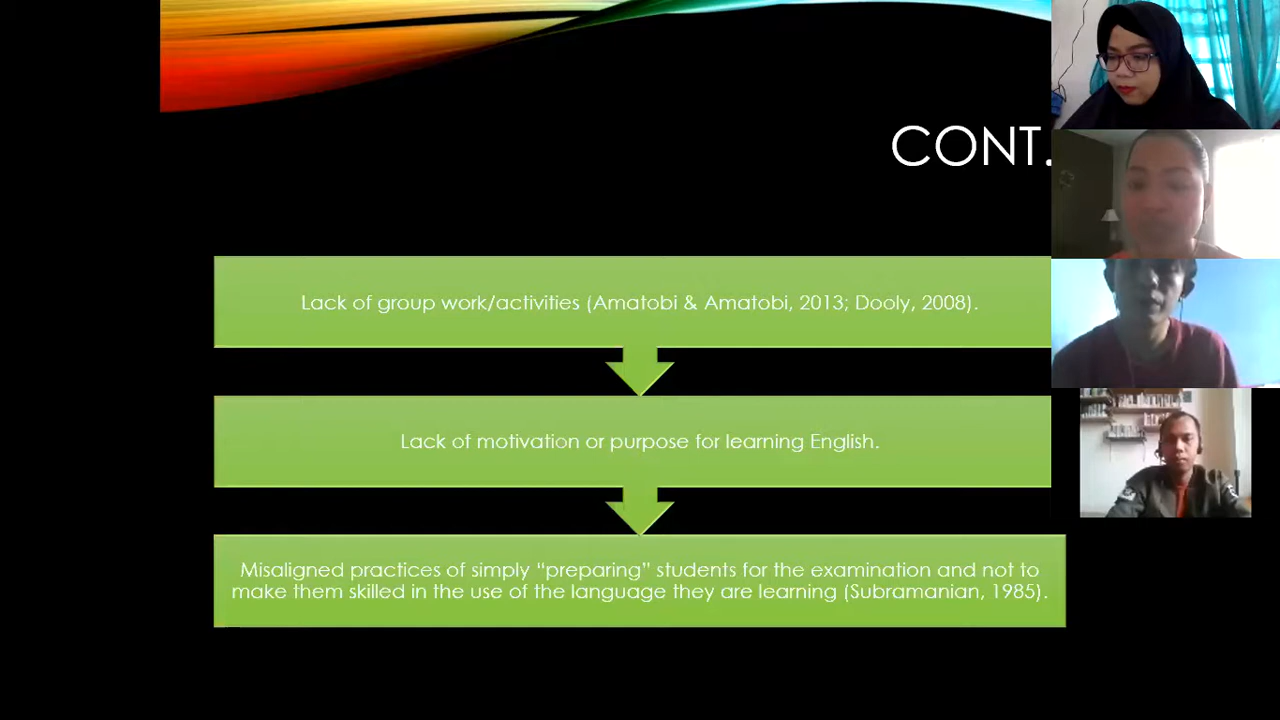 CONT.
Lack of group work/activities (Amatobi & Amatobi, 2013; Dooly, 2008).
Lack of motivation or purpose for learning English.
Misaligned practices of simply “preparing” students for the examination and not to
make them skilled in the use of the language they are learning (Subramanian, 1985).